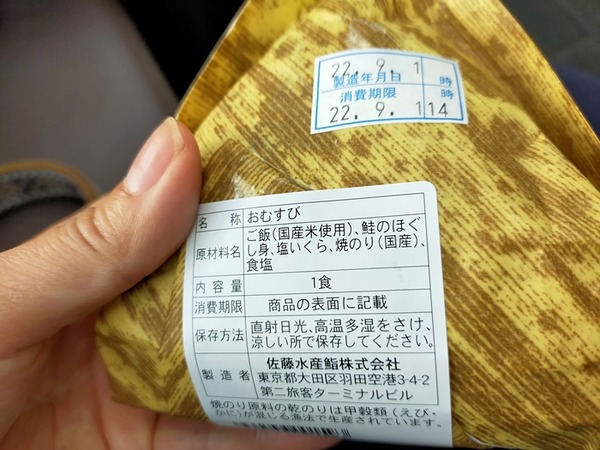 22. 9. 1
製造年月日 時
消費期限 時
22. 9. 114
名 称 おむすび
原材料名 ご飯(国産米使用)、鮭のほぐ
し身、塩いくら、焼のり(国産)、
食塩
内 容 量 1食
消費期限 商品の表面に記載
保存方法 直射日光、高温多湿をさけ、
涼しい所で保存してください。
製 造 者 佐藤水産鮨株式会社
東京都大田区羽田空港3-4-2
第二旅客ターミナルビル
焼のり原料の乾のりは甲殻類(えび・
かに)が混じる漁法で生産されています。